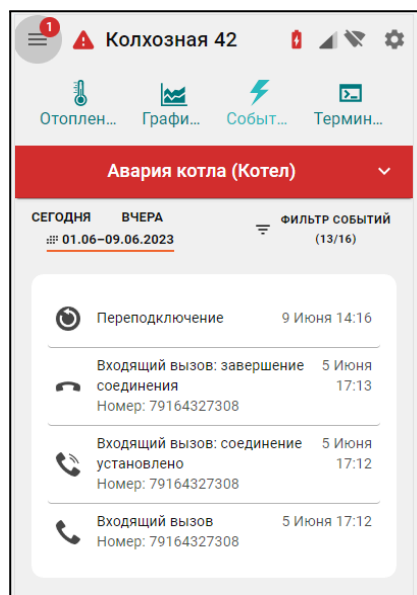 1
Колхозная 42
Отоплен... Графи... Событ... Термин...
Авария котла (Котел)
СЕГОДНЯ ВЧЕРА
01.06–09.06.2023
ФИЛЬТР СОБЫТИЙ
(13/16)
Переподключение 9 Июня 14:16
Входящий вызов: завершение 5 Июня
соединения 17:13
Номер: 79164327308
Входящий вызов: соединение 5 Июня
установлено 17:12
Номер: 79164327308
Входящий вызов 5 Июня 17:12
Номер: 79164327308